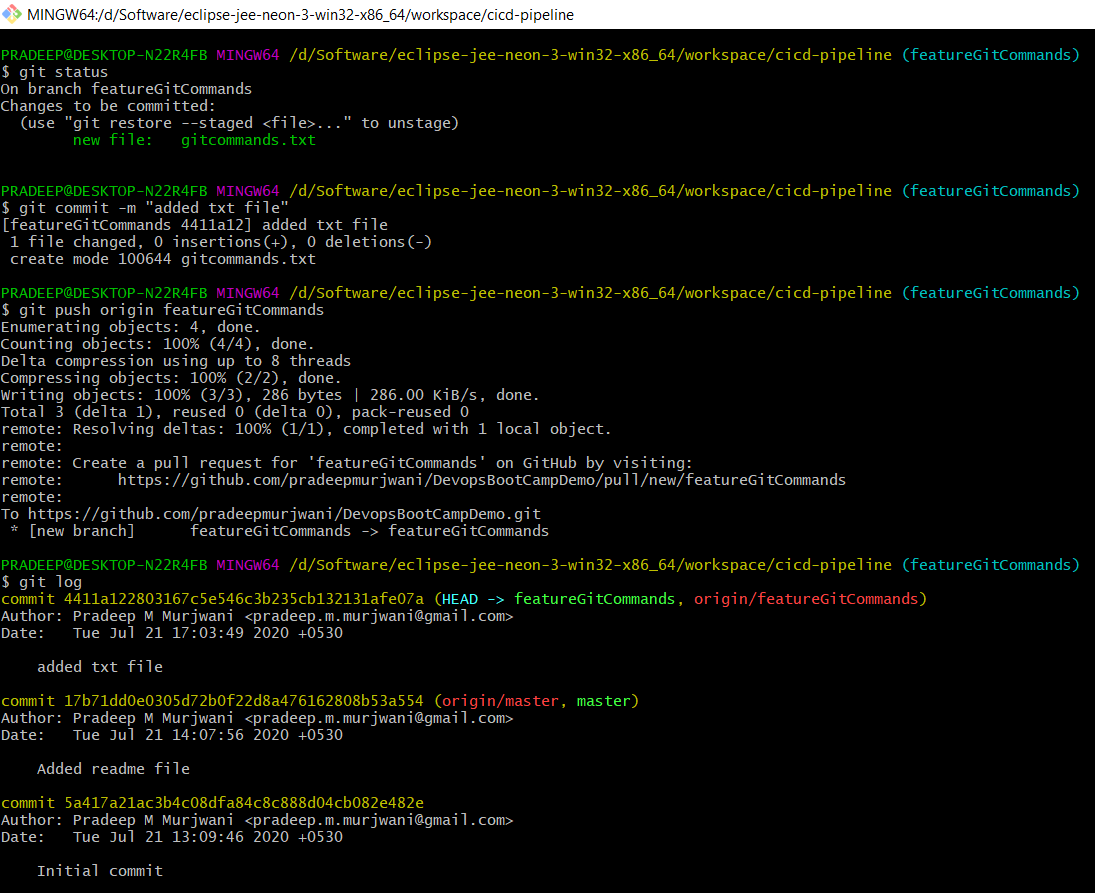 MINGW64:/d/Software/eclipse-jee-neon-3-win32-x86_64/workspace/cicd-pipeline
PRADEEP@DESKTOP-N22R4FB MINGW64 /d/Software/eclipse-jee-neon-3-win32-x86_64/workspace/cicd-pipeline (featureGitCommands)
$ git status
On branch featureGitCommands
Changes to be committed:
  (use "git restore --staged <file>..." to unstage)
        new file:   gitcommands.txt
PRADEEP@DESKTOP-N22R4FB MINGW64 /d/Software/eclipse-jee-neon-3-win32-x86_64/workspace/cicd-pipeline (featureGitCommands)
$ git commit -m "added txt file"
[featureGitCommands 4411a12] added txt file
 1 file changed, 0 insertions(+), 0 deletions(-)
 create mode 100644 gitcommands.txt
PRADEEP@DESKTOP-N22R4FB MINGW64 /d/Software/eclipse-jee-neon-3-win32-x86_64/workspace/cicd-pipeline (featureGitCommands)
$ git push origin featureGitCommands
Enumerating objects: 4, done.
Counting objects: 100% (4/4), done.
Delta compression using up to 8 threads
Compressing objects: 100% (2/2), done.
Writing objects: 100% (3/3), 286 bytes | 286.00 KiB/s, done.
Total 3 (delta 1), reused 0 (delta 0), pack-reused 0
remote: Resolving deltas: 100% (1/1), completed with 1 local object.
remote:
remote: Create a pull request for 'featureGitCommands' on GitHub by visiting:
remote:      https://github.com/pradeepmurjwani/DevopsBootCampDemo/pull/new/featureGitCommands
remote:
To https://github.com/pradeepmurjwani/DevopsBootCampDemo.git
 * [new branch]      featureGitCommands -> featureGitCommands
PRADEEP@DESKTOP-N22R4FB MINGW64 /d/Software/eclipse-jee-neon-3-win32-x86_64/workspace/cicd-pipeline (featureGitCommands)
$ git log
commit 4411a122803167c5e546c3b235cb132131afe07a (HEAD -> featureGitCommands, origin/featureGitCommands)
Author: Pradeep M Murjwani <pradeep.m.murjwani@gmail.com>
Date:   Tue Jul 21 17:03:49 2020 +0530
    added txt file
commit 17b71dd0e0305d72b0f22d8a476162808b53a554 (origin/master, master)
Author: Pradeep M Murjwani <pradeep.m.murjwani@gmail.com>
Date:   Tue Jul 21 14:07:56 2020 +0530
    Added readme file
commit 5a417a21ac3b4c08dfa84c8c888d04cb082e482e
Author: Pradeep M Murjwani <pradeep.m.murjwani@gmail.com>
Date:   Tue Jul 21 13:09:46 2020 +0530
    Initial commit